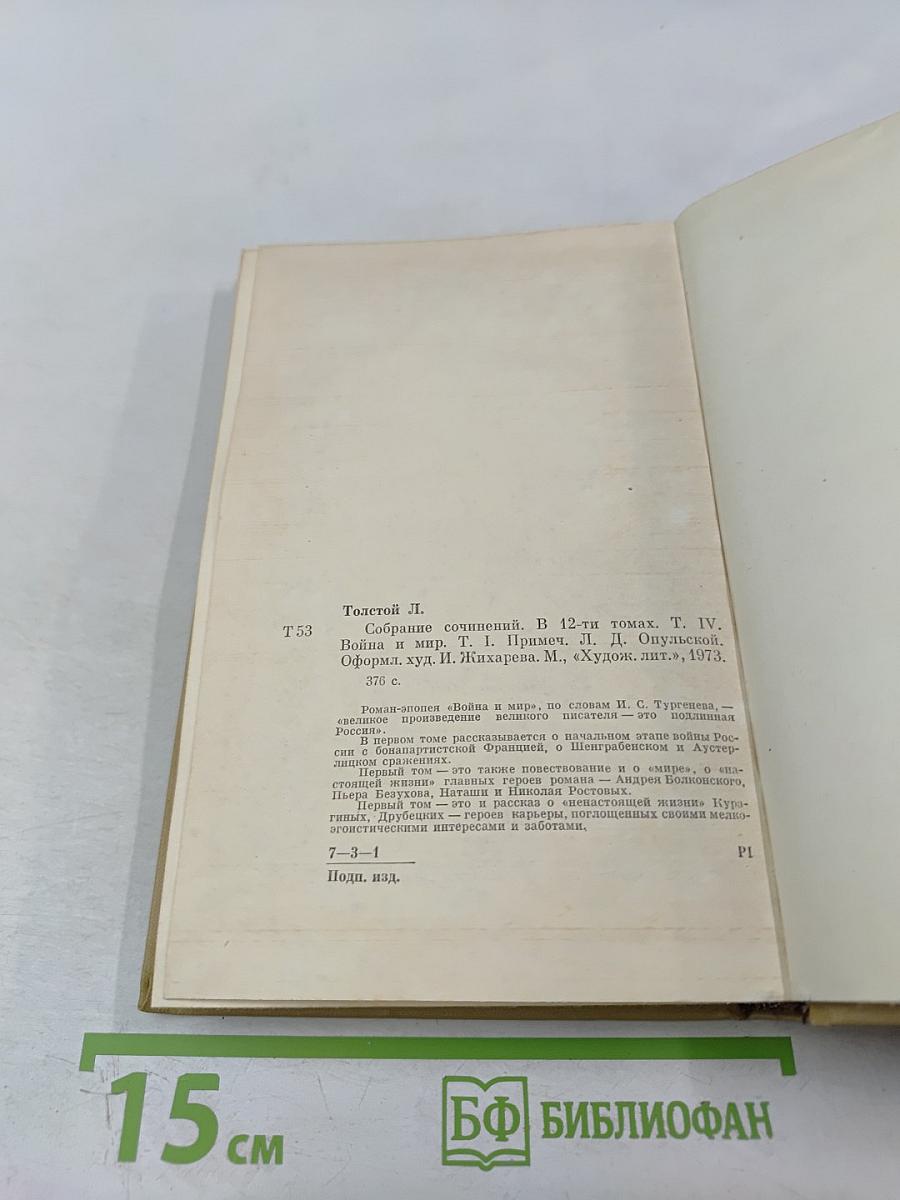 Толстой Л.
Т 53
Собрание сочинений. В 12-ти томах. Т. IV.
Война и мир. Т. I. Примеч. Л. Д. Опульской.
Оформл. худ. И. Жихарева. М., «Худож. лит.», 1973.
376 с.
Роман-эпопея «Война и мир», по словам И. С. Тургенева, —
«великое произведение великого писателя — это подлинная
Россия».
В первом томе рассказывается о начальном этапе войны Рос-
сии с бонапартистской Францией, о Шенграбенском и Аустер-
лицком сражениях.
Первый том — это также повествование и о «мире», о «на-
стоящей жизни» главных героев романа — Андрея Болконского,
Пьера Безухова, Наташи и Николая Ростовых.
Первый том — это и рассказ о «ненастоящей жизни» Кура-
гиных, Друбецких — героев карьеры, поглощенных своими мелко-
эгоистическими интересами и заботами.
7—3—1
Р1
Подп. изд.
15 см
БФ БИБЛИОФАН